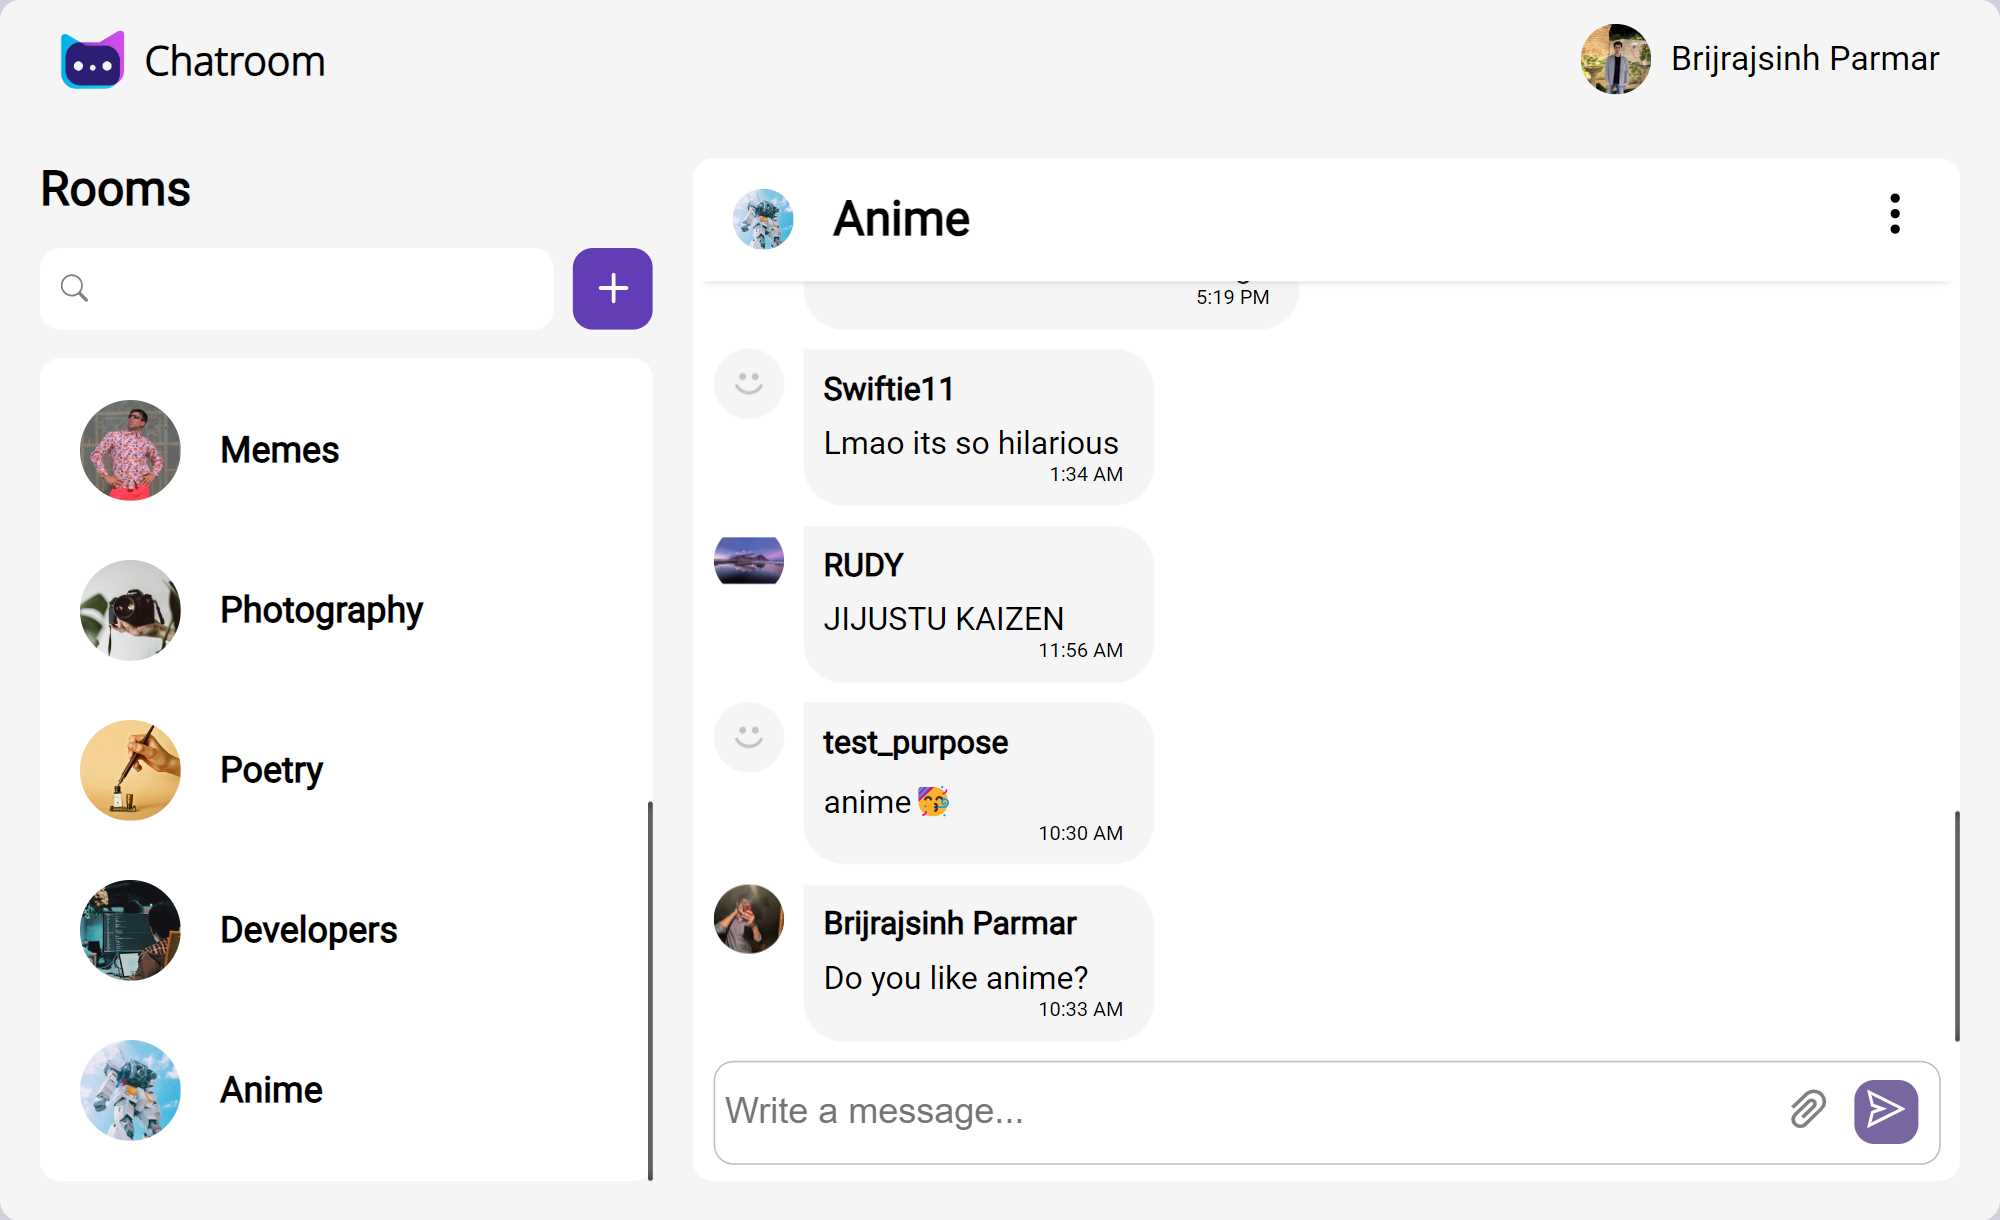 Chatroom
Brijrajsinh Parmar
Rooms
Memes
Photography
Poetry
Developers
Anime
Anime
5:19 PM
Swiftie11
Lmao its so hilarious
1:34 AM
RUDY
JIJUSTU KAIZEN
11:56 AM
test_purpose
anime 🥳
10:30 AM
Brijrajsinh Parmar
Do you like anime?
10:33 AM
Write a message...